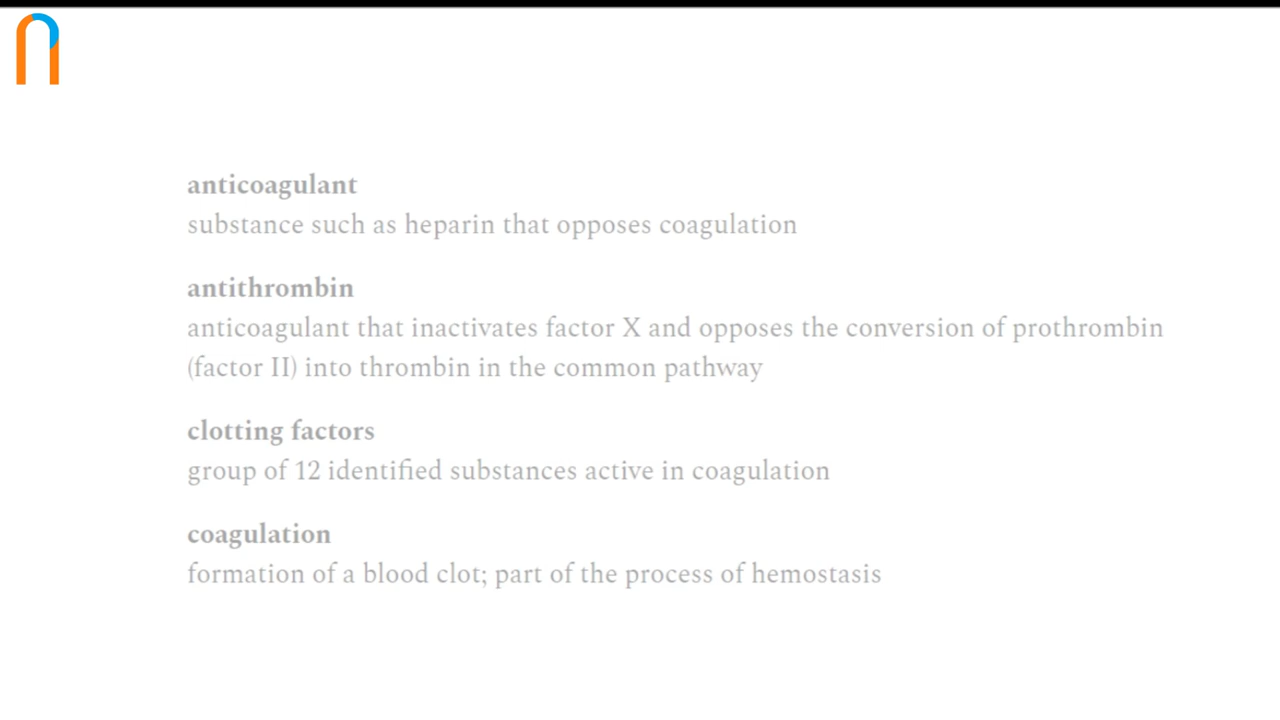 anticoagulant
substance such as heparin that opposes coagulation
antithrombin
anticoagulant that inactivates factor X and opposes the conversion of prothrombin
(factor II) into thrombin in the common pathway
clotting factors
group of 12 identified substances active in coagulation
coagulation
formation of a blood clot; part of the process of hemostasis